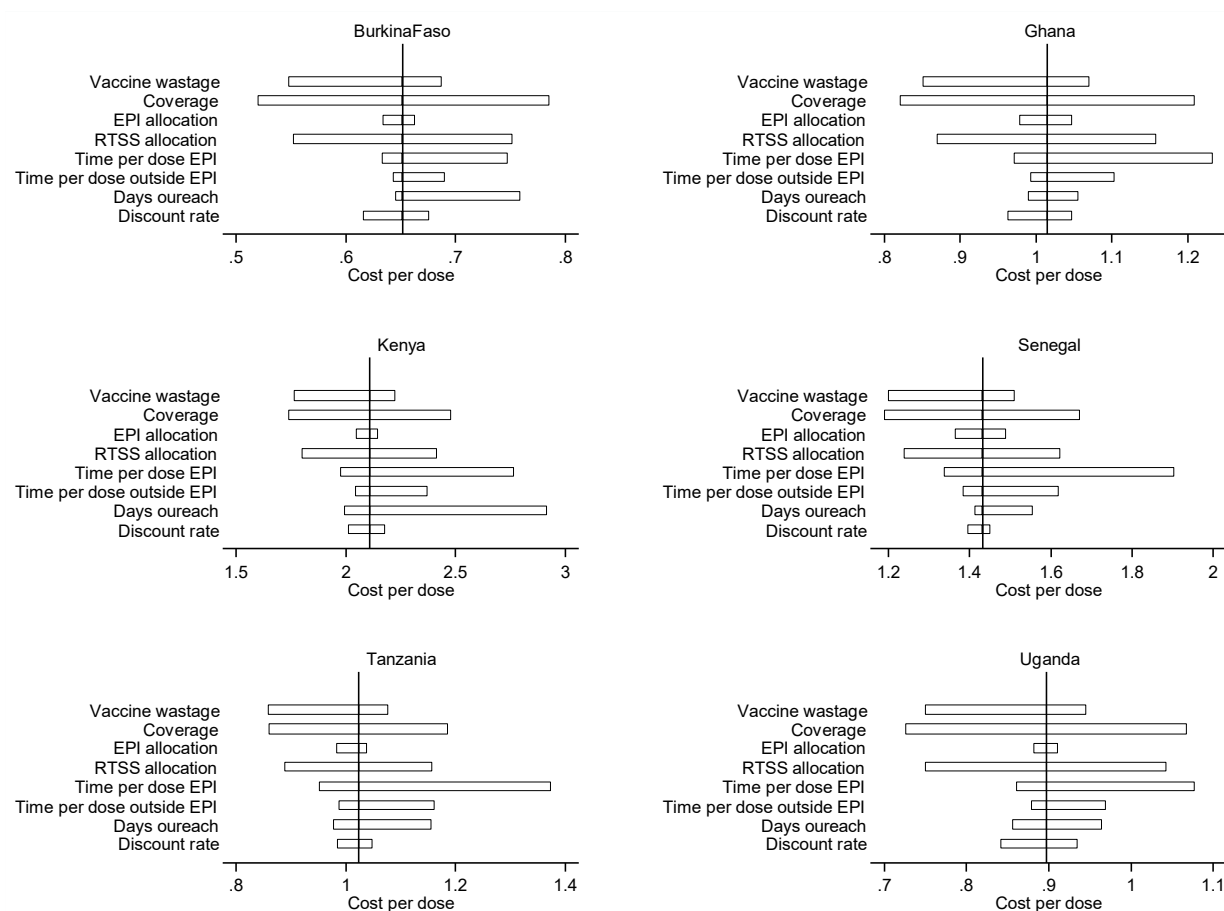 BurkinaFaso
Vaccine wastage
Coverage
EPI allocation
RTSS allocation
Time per dose EPI
Time per dose outside EPI
Days oureach
Discount rate
.5 .6 .7 .8
Cost per dose
Ghana
Vaccine wastage
Coverage
EPI allocation
RTSS allocation
Time per dose EPI
Time per dose outside EPI
Days oureach
Discount rate
.8 .9 1 1.1 1.2
Cost per dose
Kenya
Vaccine wastage
Coverage
EPI allocation
RTSS allocation
Time per dose EPI
Time per dose outside EPI
Days oureach
Discount rate
1.5 2 2.5 3
Cost per dose
Senegal
Vaccine wastage
Coverage
EPI allocation
RTSS allocation
Time per dose EPI
Time per dose outside EPI
Days oureach
Discount rate
1.2 1.4 1.6 1.8 2
Cost per dose
Tanzania
Vaccine wastage
Coverage
EPI allocation
RTSS allocation
Time per dose EPI
Time per dose outside EPI
Days oureach
Discount rate
.8 1 1.2 1.4
Cost per dose
Uganda
Vaccine wastage
Coverage
EPI allocation
RTSS allocation
Time per dose EPI
Time per dose outside EPI
Days oureach
Discount rate
.7 .8 .9 1 1.1
Cost per dose